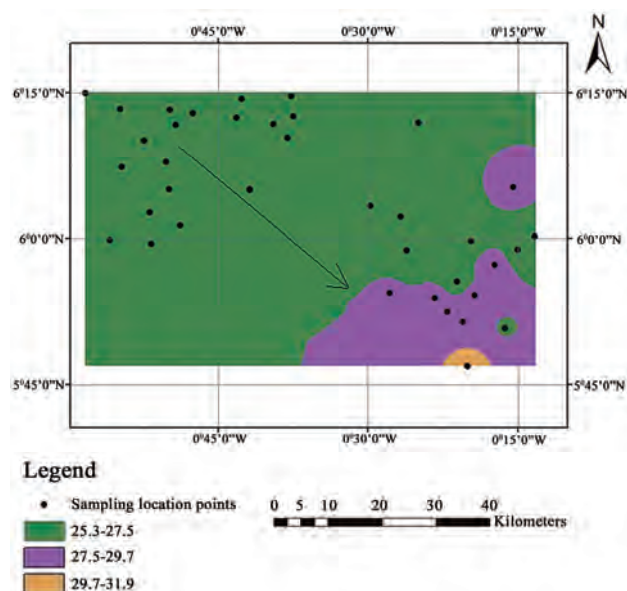 N
0°45'0"W 0°30'0"W 0°15'0"W
6°15'0"N 6°15'0"N
6°0'0"N 6°0'0"N
5°45'0"N 5°45'0"N
0°45'0"W 0°30'0"W 0°15'0"W
Legend
Sampling location points
25.3-27.5
27.5-29.7
29.7-31.9
0 5 10 20 30 40
Kilometers